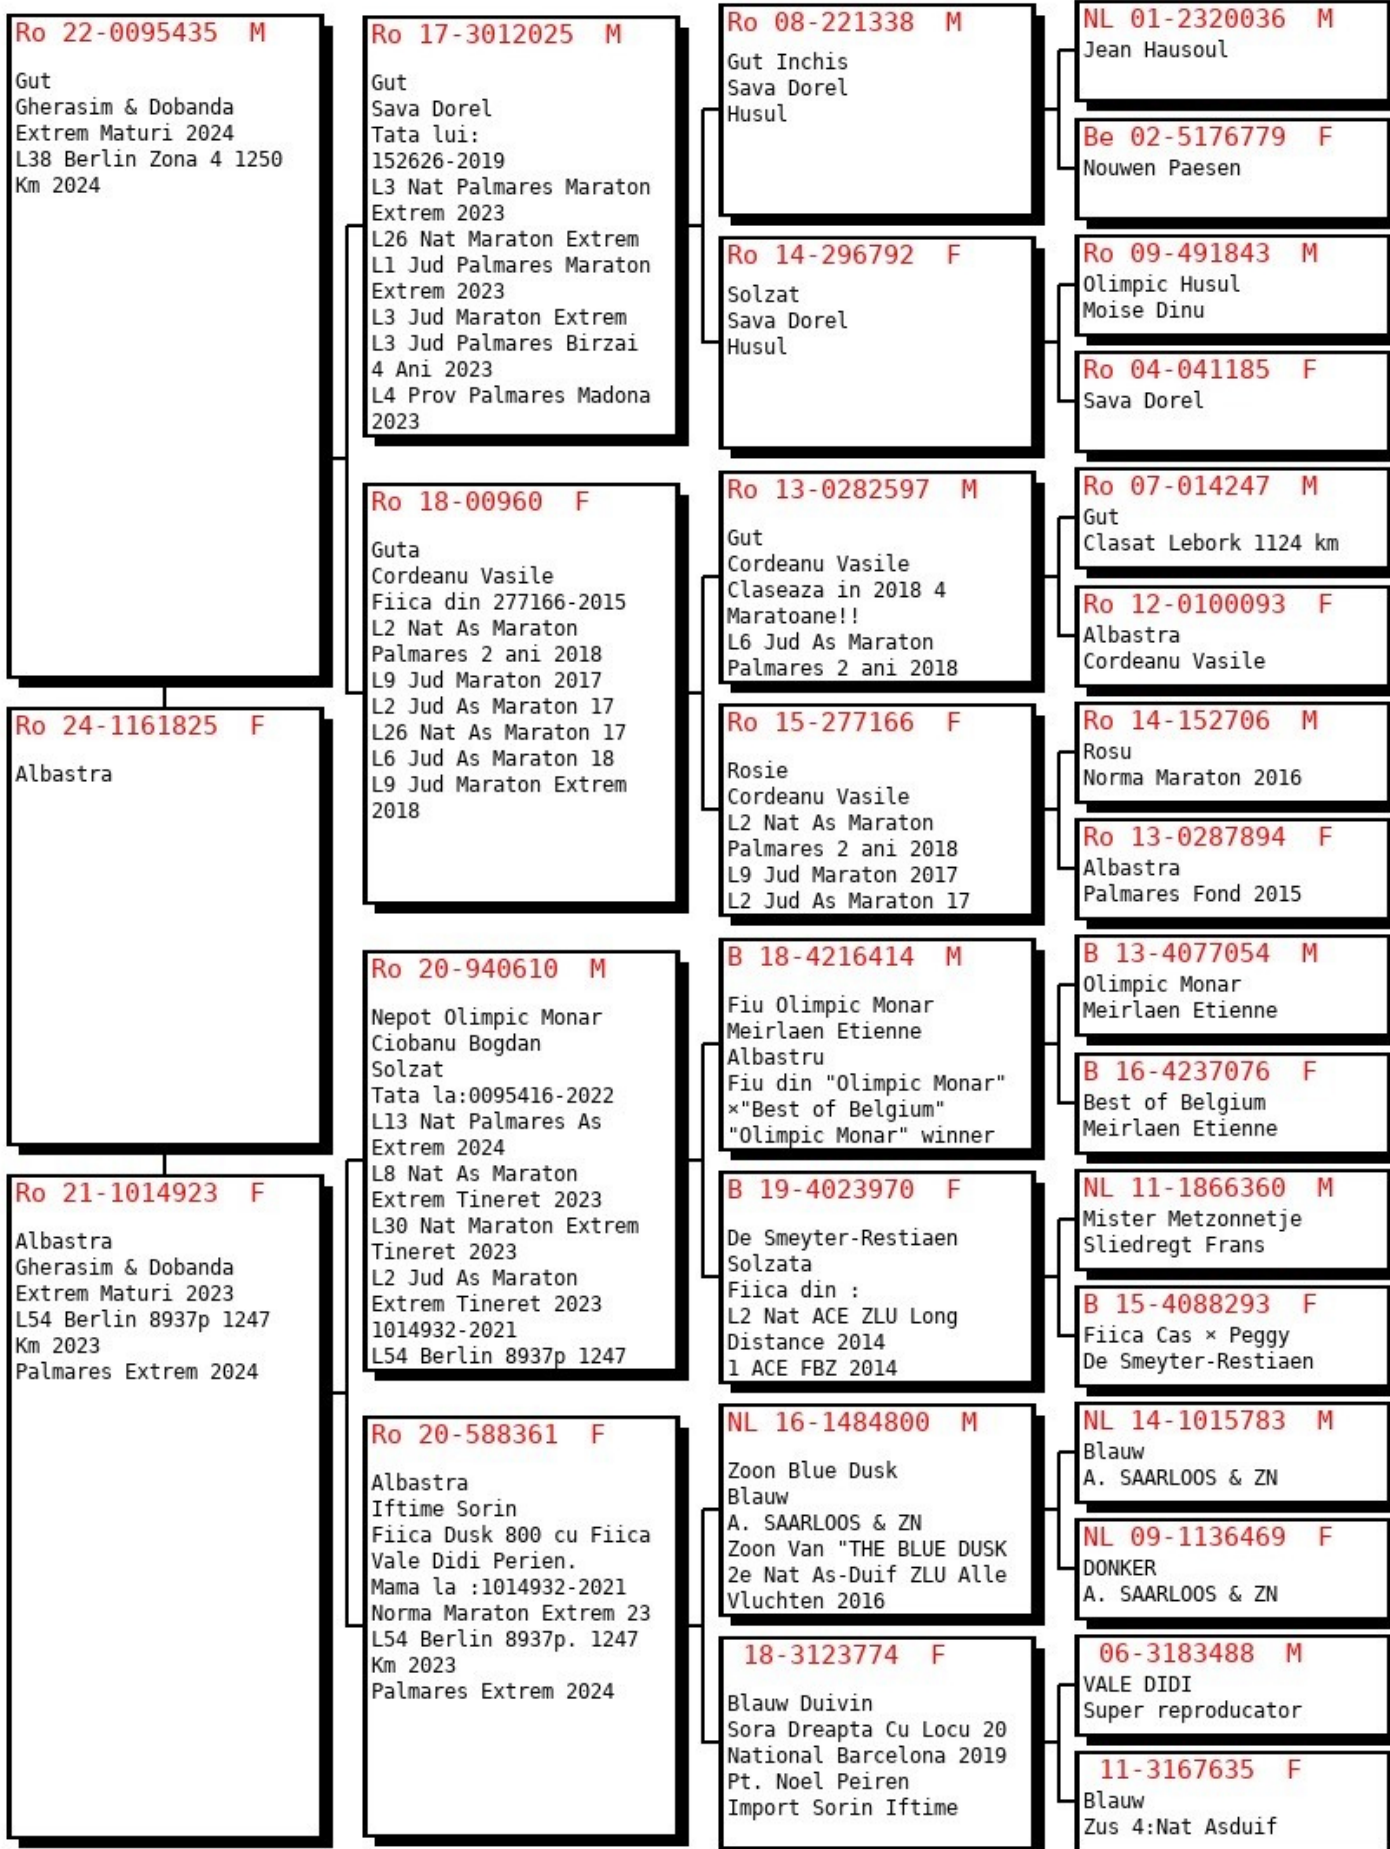 Ro 22-0095435 M
Gut
Gherasim & Dobanda
Extrem Maturi 2024
L38 Berlin Zona 4 1250
Km 2024
Ro 24-1161825 F
Albastra
Ro 21-1014923 F
Albastra
Gherasim & Dobanda
Extrem Maturi 2023
L54 Berlin 8937p 1247
Km 2023
Palmares Extrem 2024
Ro 17-3012025 M
Gut
Sava Dorel
Tata lui:
152626-2019
L3 Nat Palmares Maraton
Extrem 2023
L26 Nat Maraton Extrem
L1 Jud Palmares Maraton
Extrem 2023
L3 Jud Maraton Extrem
L3 Jud Palmares Birzai
4 Ani 2023
L4 Prov Palmares Madona
2023
Ro 18-00960 F
Guta
Cordeanu Vasile
Fiica din 277166-2015
L2 Nat As Maraton
Palmares 2 ani 2018
L9 Jud Maraton 2017
L2 Jud As Maraton 17
L26 Nat As Maraton 17
L6 Jud As Maraton 18
L9 Jud Maraton Extrem
2018
Ro 20-940610 M
Nepot Olimpic Monar
Ciobanu Bogdan
Solzat
Tata la:0095416-2022
L13 Nat Palmares As
Extrem 2024
L8 Nat As Maraton
Extrem Tineret 2023
L30 Nat Maraton Extrem
Tineret 2023
L2 Jud As Maraton
Extrem Tineret 2023
1014932-2021
L54 Berlin 8937p 1247
Ro 20-588361 F
Albastra
Iftime Sorin
Fiica Dusk 800 cu Fiica
Vale Didi Perien.
Mama la :1014932-2021
Norma Maraton Extrem 23
L54 Berlin 8937p. 1247
Km 2023
Palmares Extrem 2024
Ro 08-221338 M
Gut Inchis
Sava Dorel
Husul
Ro 14-296792 F
Solzat
Sava Dorel
Husul
Ro 13-0282597 M
Gut
Cordeanu Vasile
Claseaza in 2018 4
Maratoane!!
L6 Jud As Maraton
Palmares 2 ani 2018
Ro 15-277166 F
Rosie
Cordeanu Vasile
L2 Nat As Maraton
Palmares 2 ani 2018
L9 Jud Maraton 2017
L2 Jud As Maraton 17
B 18-4216414 M
Fiu Olimpic Monar
Meirlaen Etienne
Albastru
Fiu din "Olimpic Monar"
×"Best of Belgium"
"Olimpic Monar" winner
B 19-4023970 F
De Smeyter-Restiaen
Solzata
Fiica din :
L2 Nat ACE ZLU Long
Distance 2014
1 ACE FBZ 2014
NL 16-1484800 M
Zoon Blue Dusk
Blauw
A. SAARLOOS & ZN
Zoon Van "THE BLUE DUSK
2e Nat As-Duif ZLU Alle
Vluchten 2016
18-3123774 F
Blauw Duivin
Sora Dreapta Cu Locu 20
National Barcelona 2019
Pt. Noel Peiren
Import Sorin Iftime
NL 01-2320036 M
Jean Hausoul
Be 02-5176779 F
Nouwen Paesen
Ro 09-491843 M
Olimpic Husul
Moise Dinu
Ro 04-041185 F
Sava Dorel
Ro 07-014247 M
Gut
Clasat Lebork 1124 km
Ro 12-0100093 F
Albastra
Cordeanu Vasile
Ro 14-152706 M
Rosu
Norma Maraton 2016
Ro 13-0287894 F
Albastra
Palmares Fond 2015
B 13-4077054 M
Olimpic Monar
Meirlaen Etienne
B 16-4237076 F
Best of Belgium
Meirlaen Etienne
NL 11-1866360 M
Mister Metzonnetje
Sliedregt Frans
B 15-4088293 F
Fiica Cas × Peggy
De Smeyter-Restiaen
NL 14-1015783 M
Blauw
A. SAARLOOS & ZN
NL 09-1136469 F
DONKER
A. SAARLOOS & ZN
06-3183488 M
VALE DIDI
Super reproducator
11-3167635 F
Blauw
Zus 4:Nat Asduif